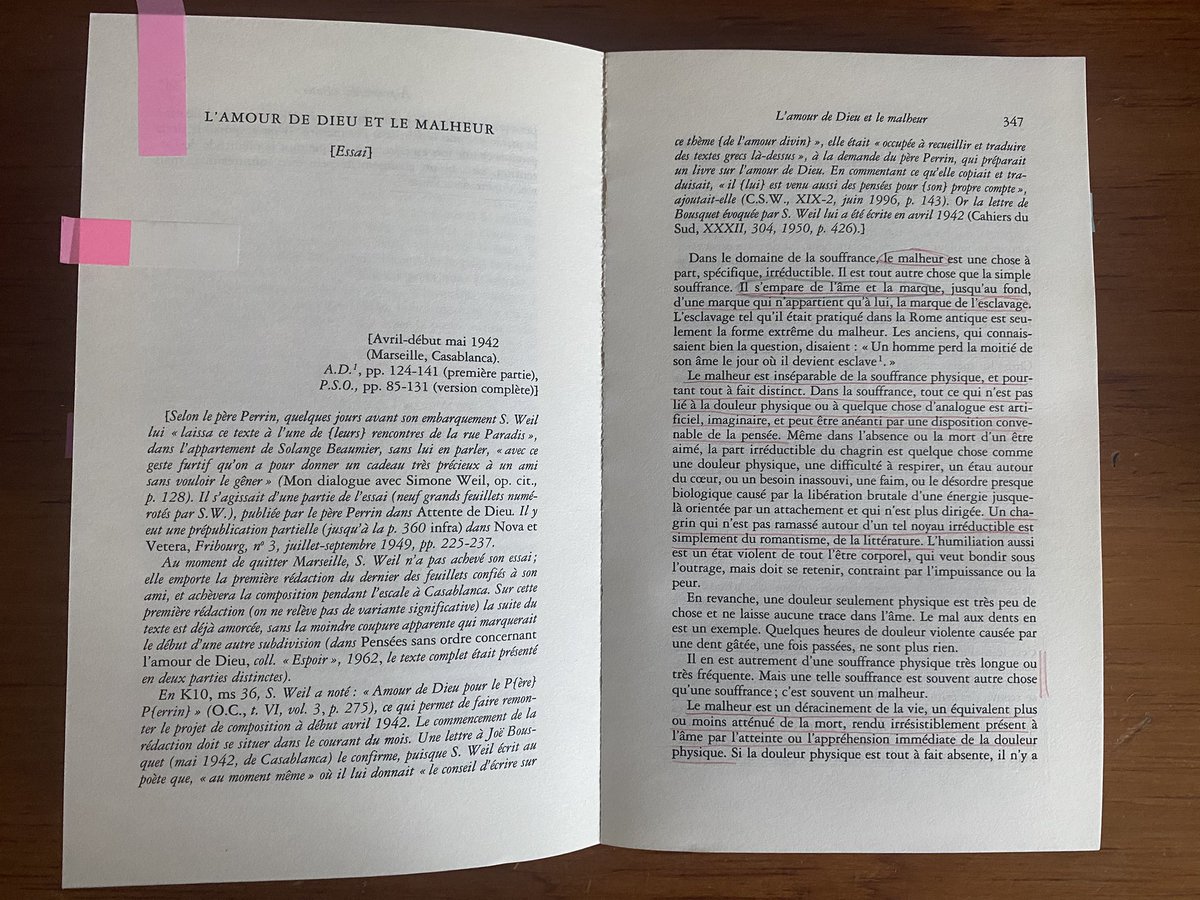 L'AMOUR DE DIEU ET LE MALHEUR
[Essai]
[Avril-début mai 1942
(Marseille, Casablanca).
A.D.¹, pp. 124-141 (première partie),
P.S.O., pp. 85-131 (version complète)]
[Selon le père Perrin, quelques jours avant son embarquement S. Weil
lui « laissa ce texte à l'une de {leurs} rencontres de la rue Paradis »,
dans l'appartement de Solange Beaumier, sans lui en parler, « avec ce
geste furtif qu'on a pour donner un cadeau très précieux à un ami
sans vouloir le gêner » (Mon dialogue avec Simone Weil, op. cit.,
p. 128). Il s'agissait d'une partie de l'essai (neuf grands feuillets numé-
rotés par S.W.), publiée par le père Perrin dans Attente de Dieu. Il y
eut une prépublication partielle (jusqu'à la p. 360 infra) dans Nova et
Vetera, Fribourg, n° 3, juillet-septembre 1949, pp. 225-237.
Au moment de quitter Marseille, S. Weil n'a pas achevé son essai ;
elle emporte la première rédaction du dernier des feuillets confiés à son
ami, et achèvera la composition pendant l'escale à Casablanca. Sur cette
première rédaction (on ne relève pas de variante significative) la suite du
texte est déjà amorcée, sans la moindre coupure apparente qui marquerait
le début d'une autre subdivision (dans Pensées sans ordre concernant
l'amour de Dieu, coll. « Espoir », 1962, le texte complet était présenté
en deux parties distinctes).
En K10, ms 36, S. Weil a noté : « Amour de Dieu pour le P{ère}
P{errin} » (O.C., t. VI, vol. 3, p. 275), ce qui permet de faire remon-
ter le projet de composition à début avril 1942. Le commencement de la
rédaction doit se situer dans le courant du mois. Une lettre à Joë Bous-
quet (mai 1942, de Casablanca) le confirme, puisque S. Weil écrit au
poète que, « au moment même » où il lui donnait « le conseil d'écrire sur
L'amour de Dieu et le malheur 347
ce thème {de l'amour divin} », elle était « occupée à recueillir et traduire
des textes grecs là-dessus », à la demande du père Perrin, qui préparait
un livre sur l'amour de Dieu. En commentant ce qu'elle copiait et tra-
duisait, « il {lui} est venu aussi des pensées pour {son} propre compte »,
ajoutait-elle (C.S.W., XIX-2, juin 1996, p. 143). Or la lettre de
Bousquet évoquée par S. Weil lui a été écrite en avril 1942 (Cahiers du
Sud, XXXII, 304, 1950, p. 426).]
Dans le domaine de la souffrance, le malheur est une chose à
part, spécifique, irréductible. Il est tout autre chose que la simple
souffrance. Il s'empare de l'âme et la marque, jusqu'au fond,
d'une marque qui n'appartient qu'à lui, la marque de l'esclavage.
L'esclavage tel qu'il était pratiqué dans la Rome antique est seu-
lement la forme extrême du malheur. Les anciens, qui connais-
saient bien la question, disaient : « Un homme perd la moitié de
son âme le jour où il devient esclave¹. »
Le malheur est inséparable de la souffrance physique, et pour-
tant tout à fait distinct. Dans la souffrance, tout ce qui n'est pas
lié à la douleur physique ou à quelque chose d'analogue est arti-
ficiel, imaginaire, et peut être anéanti par une disposition conve-
nable de la pensée. Même dans l'absence ou la mort d'un être
aimé, la part irréductible du chagrin est quelque chose comme
une douleur physique, une difficulté à respirer, un étau autour
du cœur, ou un besoin inassouvi, une faim, ou le désordre presque
biologique causé par la libération brutale d'une énergie jusque-
là orientée par un attachement et qui n'est plus dirigée. Un cha-
grin qui n'est pas ramassé autour d'un tel noyau irréductible est
simplement du romantisme, de la littérature. L'humiliation aussi
est un état violent de tout l'être corporel, qui veut bondir sous
l'outrage, mais doit se retenir, contraint par l'impuissance ou la
peur.
En revanche, une douleur seulement physique est très peu de
chose et ne laisse aucune trace dans l'âme. Le mal aux dents en
est un exemple. Quelques heures de douleur violente causée par
une dent gâtée, une fois passées, ne sont plus rien.
Il en est autrement d'une souffrance physique très longue ou
très fréquente. Mais une telle souffrance est souvent autre chose
qu'une souffrance ; c'est souvent un malheur.
Le malheur est un déracinement de la vie, un équivalent plus
ou moins atténué de la mort, rendu irrésistiblement présent à
l'âme par l'atteinte ou l'appréhension immédiate de la douleur
physique. Si la douleur physique est tout à fait absente, il n'y a